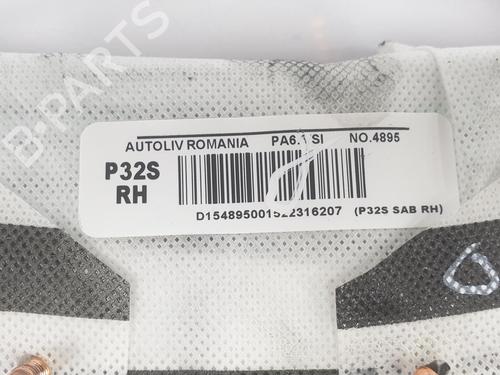 AUTOLIV ROMANIA PA6.1 SI NO.4895
P32S
RH
D154895001522316207 (P32S SAB RH)
B-PARTS